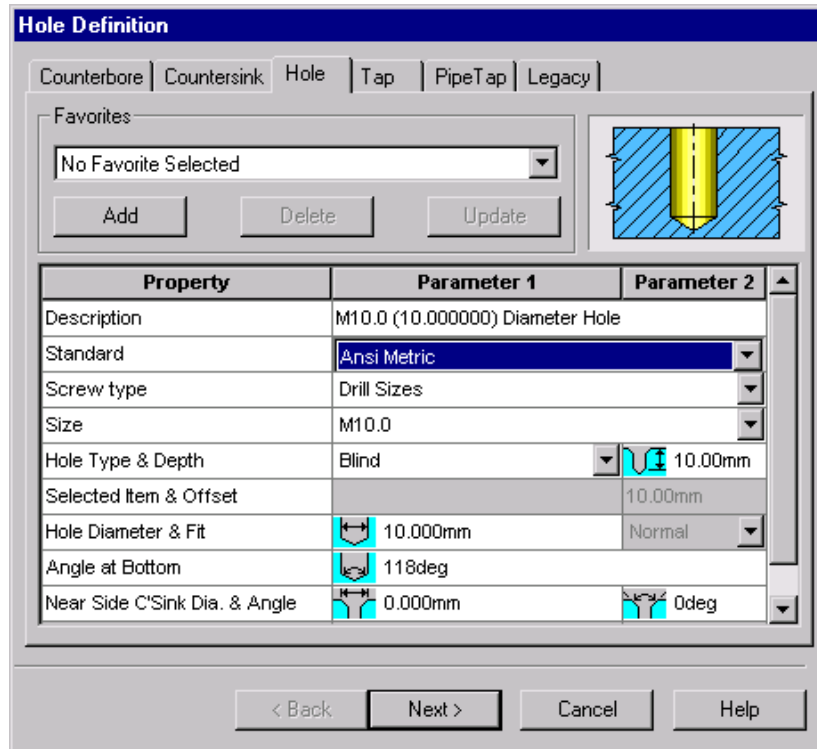 Hole Definition
Counterbore Countersink Hole Tap PipeTap Legacy
Favorites
No Favorite Selected
Add Delete Update
Property Parameter 1 Parameter 2
Description M10.0 (10.000000) Diameter Hole
Standard Ansi Metric
Screw type Drill Sizes
Size M10.0
Hole Type & Depth Blind 10.00mm
Selected Item & Offset 10.00mm
Hole Diameter & Fit 10.000mm Normal
Angle at Bottom 118deg
Near Side C'Sink Dia. & Angle 0.000mm 0deg
< Back Next > Cancel Help